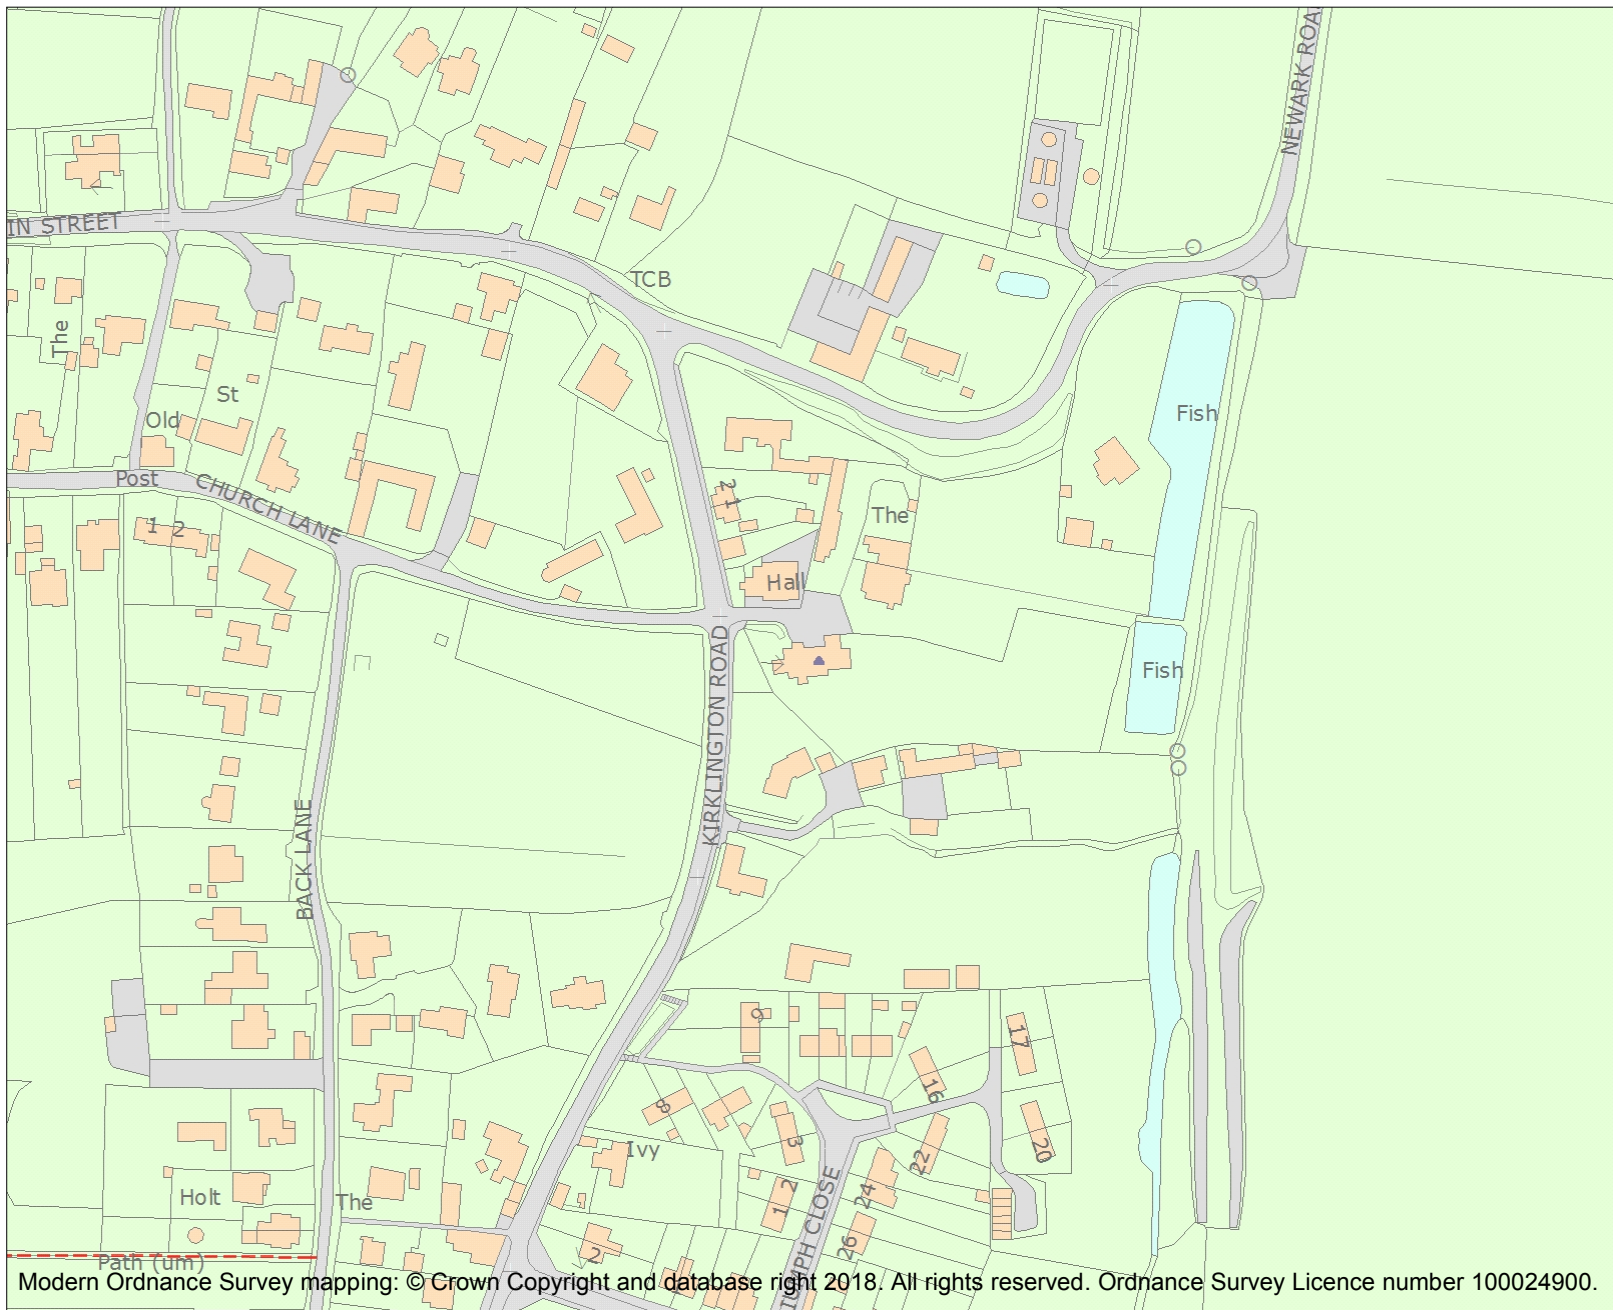 NEWARK ROA
IN STREET
TCB
The
St
Old
Fish
Post
CHURCH LANE
1 2
2 1
The
Hall
Fish
KIRKLINGTON ROAD
BACK LANE
9
17
16
8
3
20
Ivy
22
24
1 2
Holt
The
26
2
UMPH CLOSE
Path (um)
Modern Ordnance Survey mapping: © Crown Copyright and database right 2018. All rights reserved. Ordnance Survey Licence number 100024900.